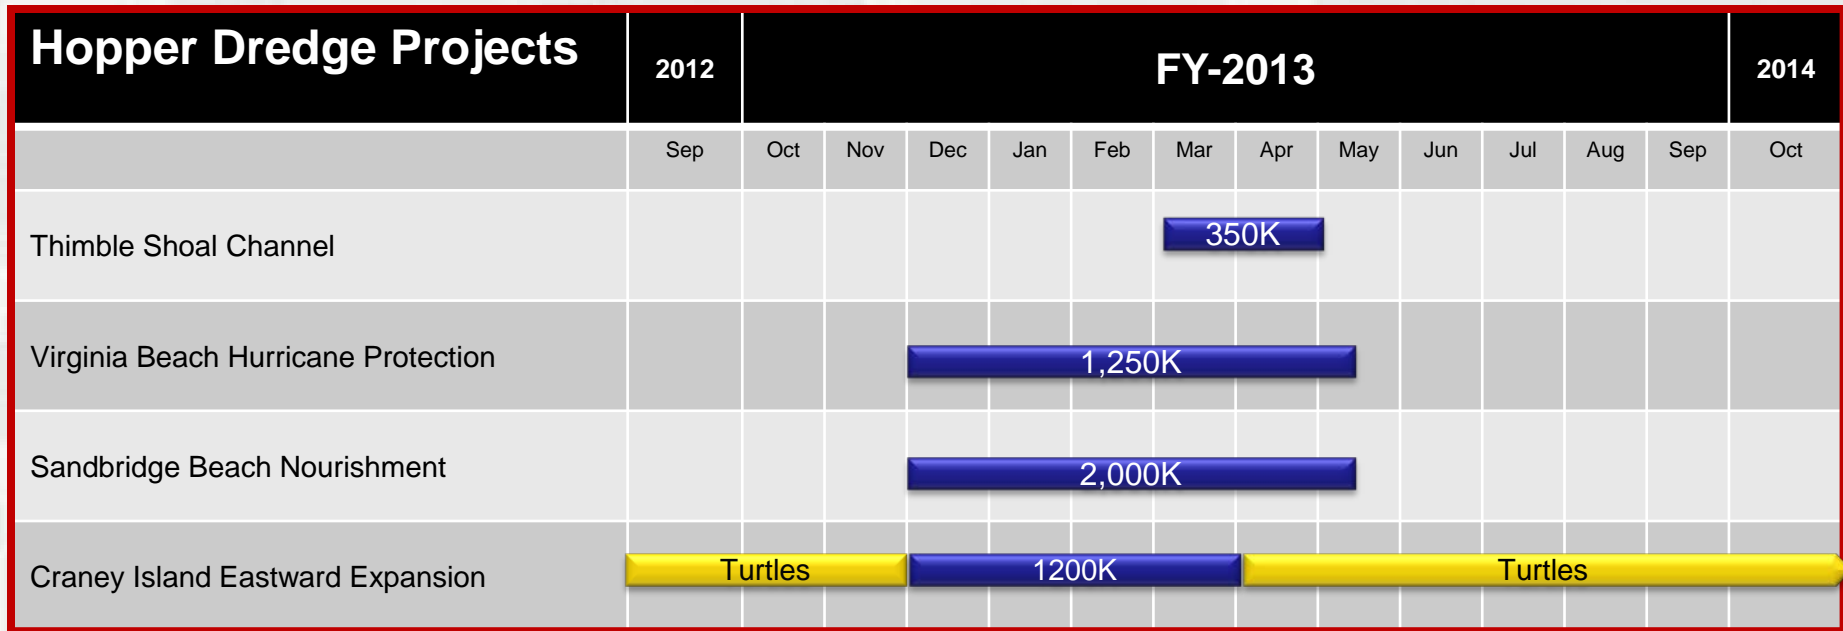 Hopper Dredge Projects 2012 FY-2013 2014
Sep Oct Nov Dec Jan Feb Mar Apr May Jun Jul Aug Sep Oct
Thimble Shoal Channel 350K
Virginia Beach Hurricane Protection 1,250K
Sandbridge Beach Nourishment 2,000K
Craney Island Eastward Expansion Turtles 1200K Turtles